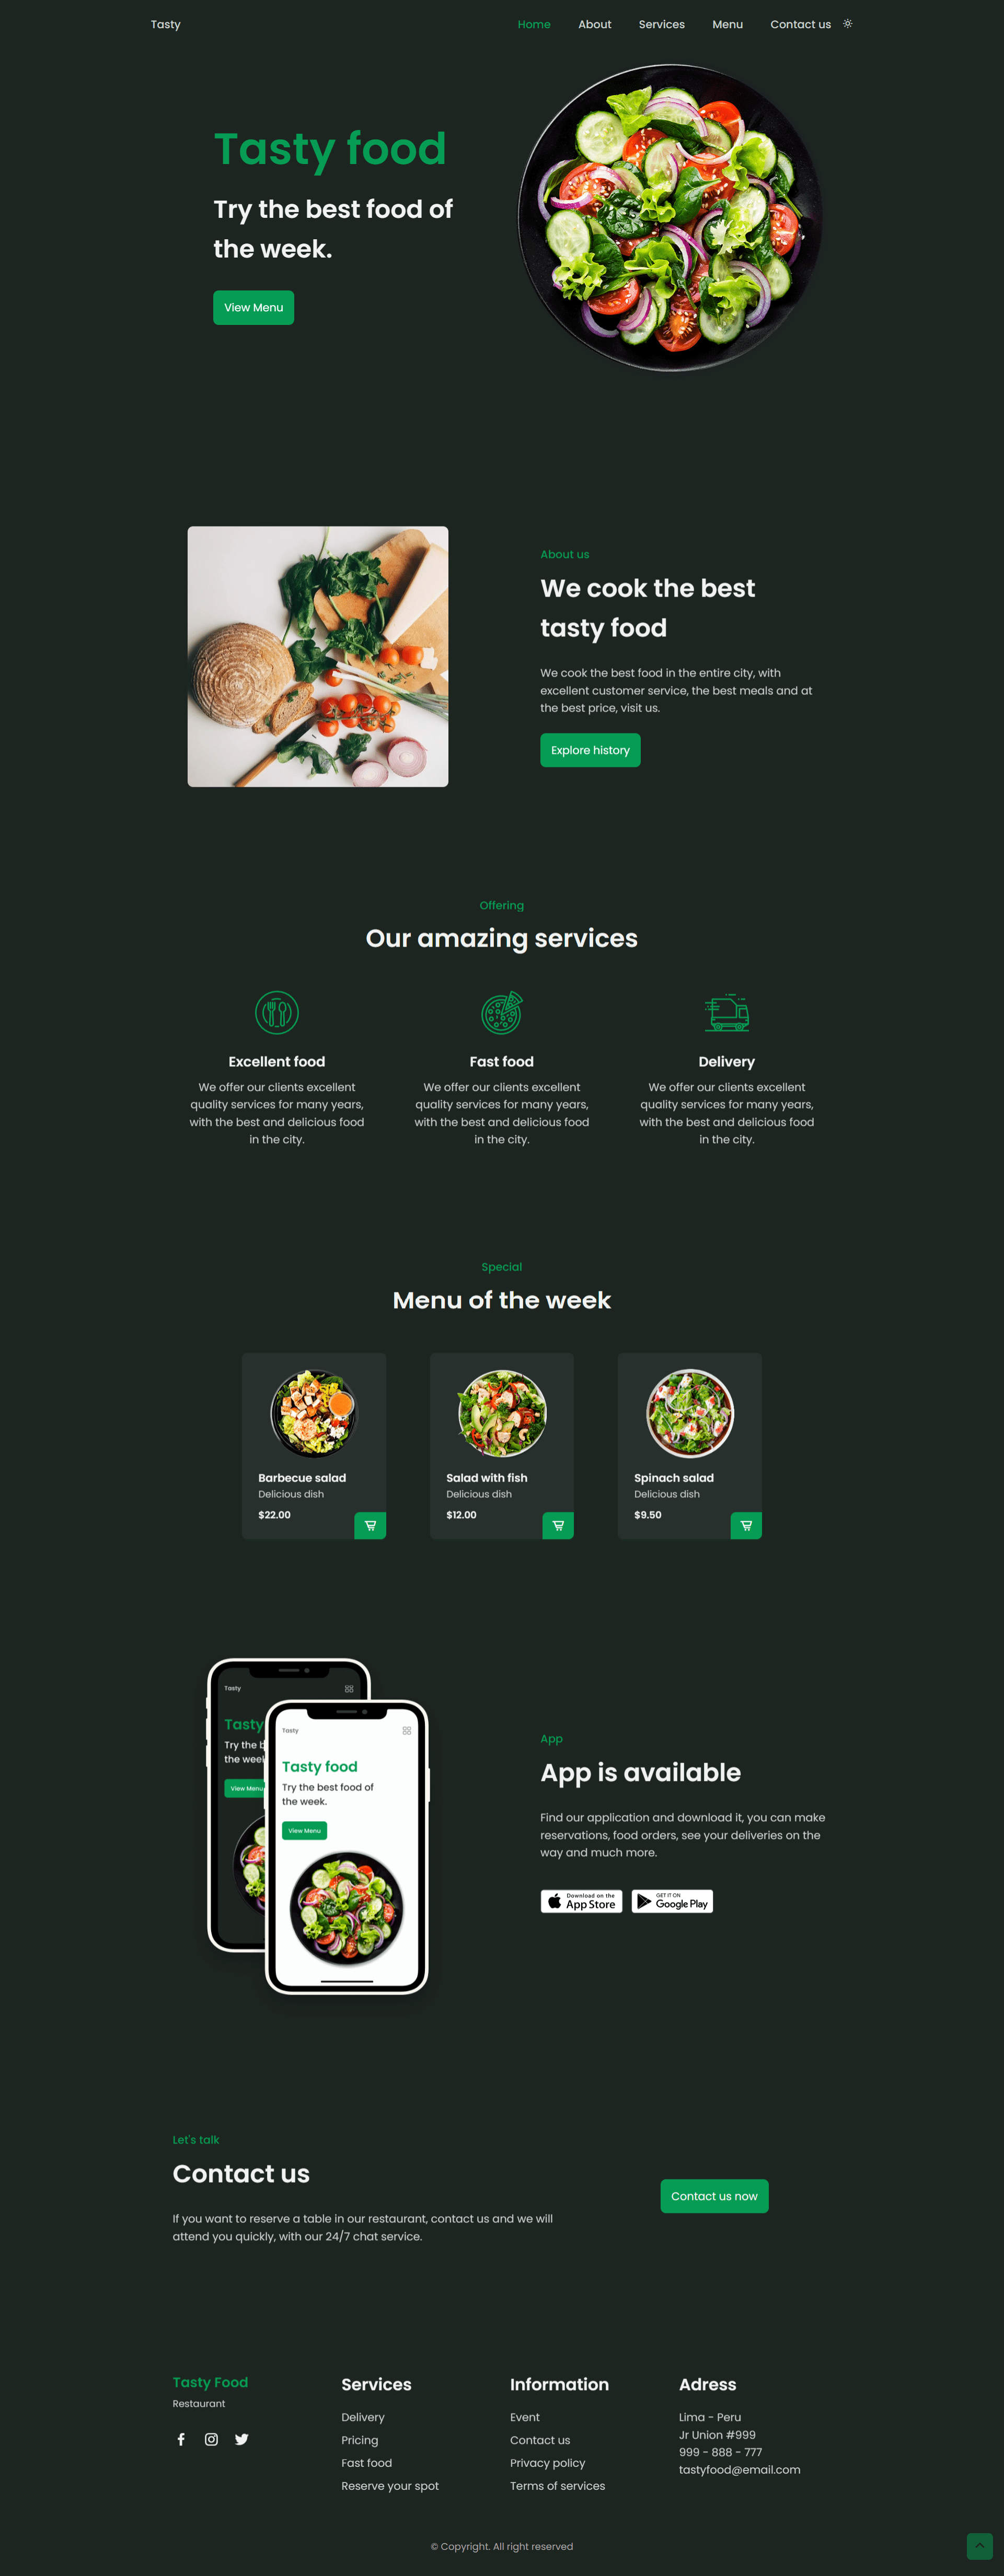 Tasty
Home About Services Menu Contact us
Tasty food
Try the best food of
the week.
View Menu
About us
We cook the best
tasty food
We cook the best food in the entire city, with
excellent customer service, the best meals and at
the best price, visit us.
Explore history
Offering
Our amazing services
Excellent food
We offer our clients excellent
quality services for many years,
with the best and delicious food
in the city.
Fast food
We offer our clients excellent
quality services for many years,
with the best and delicious food
in the city.
Delivery
We offer our clients excellent
quality services for many years,
with the best and delicious food
in the city.
Special
Menu of the week
Barbecue salad
Delicious dish
$22.00
Salad with fish
Delicious dish
$12.00
Spinach salad
Delicious dish
$9.50
Tasty
Tasty
Try the b
the week
View Menu
Tasty
Tasty food
Try the best food of
the week.
View Menu
App
App is available
Find our application and download it, you can make
reservations, food orders, see your deliveries on the
way and much more.
Download on the
App Store
GET IT ON
Google Play
Let's talk
Contact us
If you want to reserve a table in our restaurant, contact us and we will
attend you quickly, with our 24/7 chat service.
Contact us now
Tasty Food
Restaurant
Services
Delivery
Pricing
Fast food
Reserve your spot
Information
Event
Contact us
Privacy policy
Terms of services
Adress
Lima - Peru
Jr Union #999
999 - 888 - 777
tastyfood@email.com
© Copyright. All right reserved